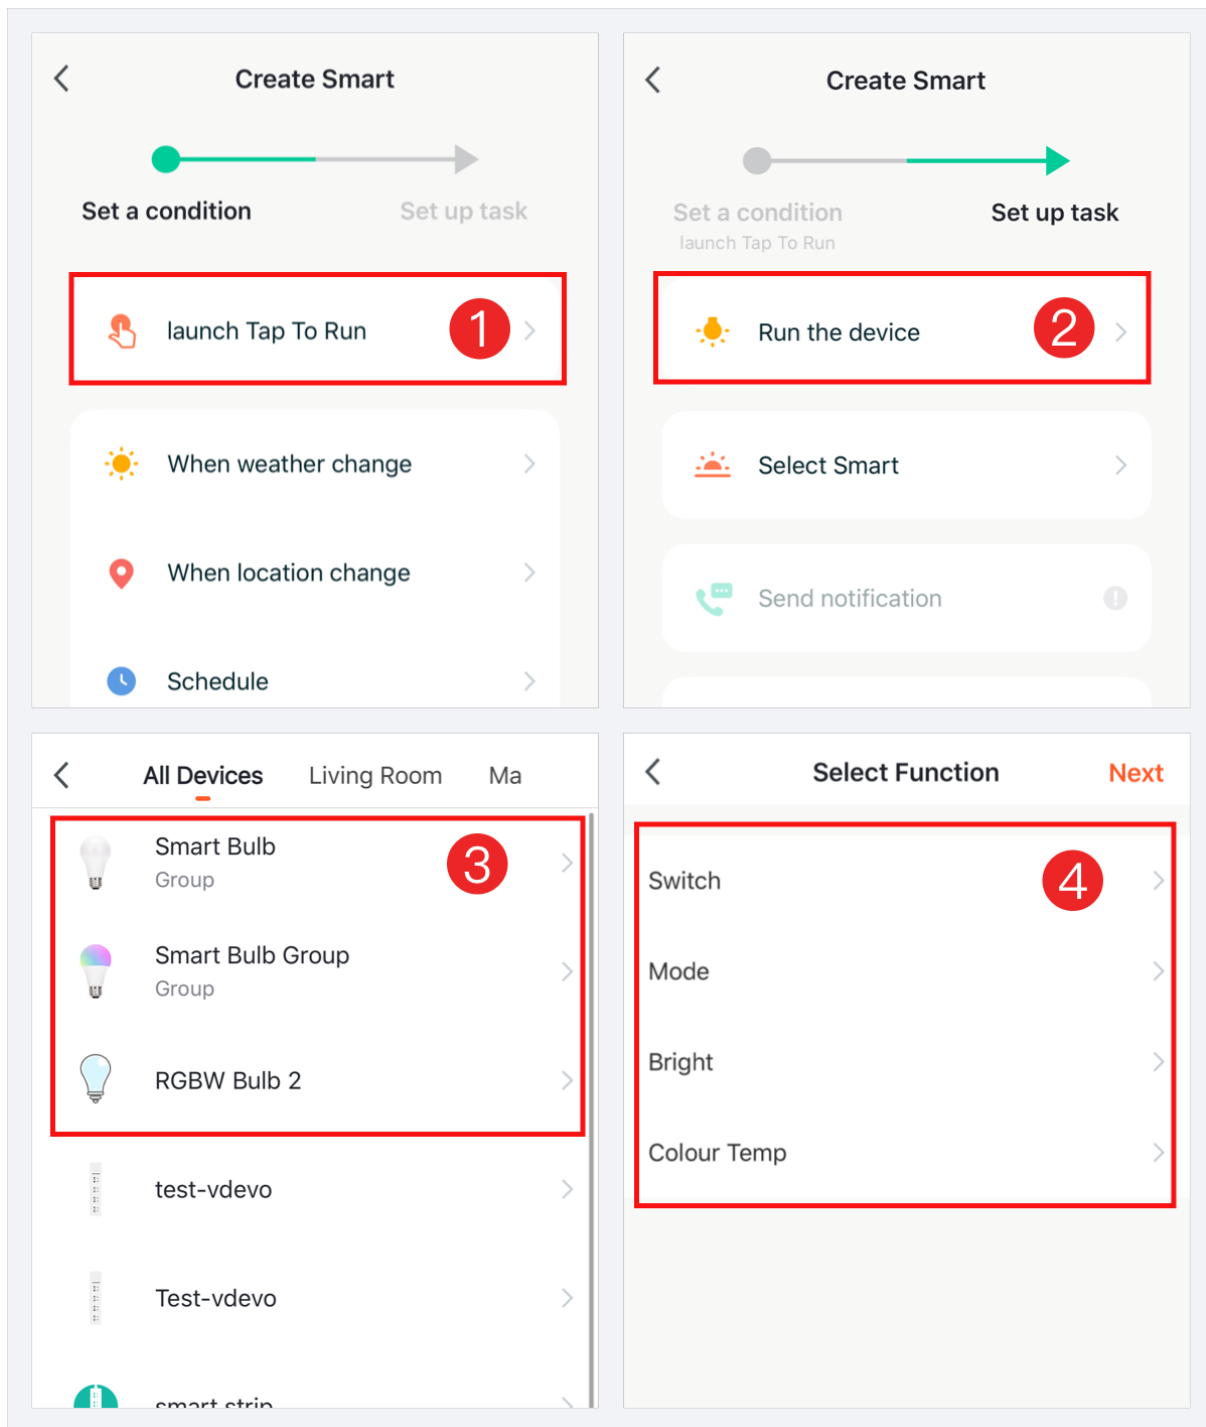 Create Smart
Set a condition
Set up task
launch Tap To Run
1
When weather change
When location change
Schedule
Create Smart
Set a condition
launch Tap To Run
Set up task
Run the device
2
Select Smart
Send notification
All Devices Living Room Ma
Smart Bulb
Group
3
Smart Bulb Group
Group
RGBW Bulb 2
test-vdevo
Test-vdevo
smart strip
Select Function
Next
Switch
4
Mode
Bright
Colour Temp